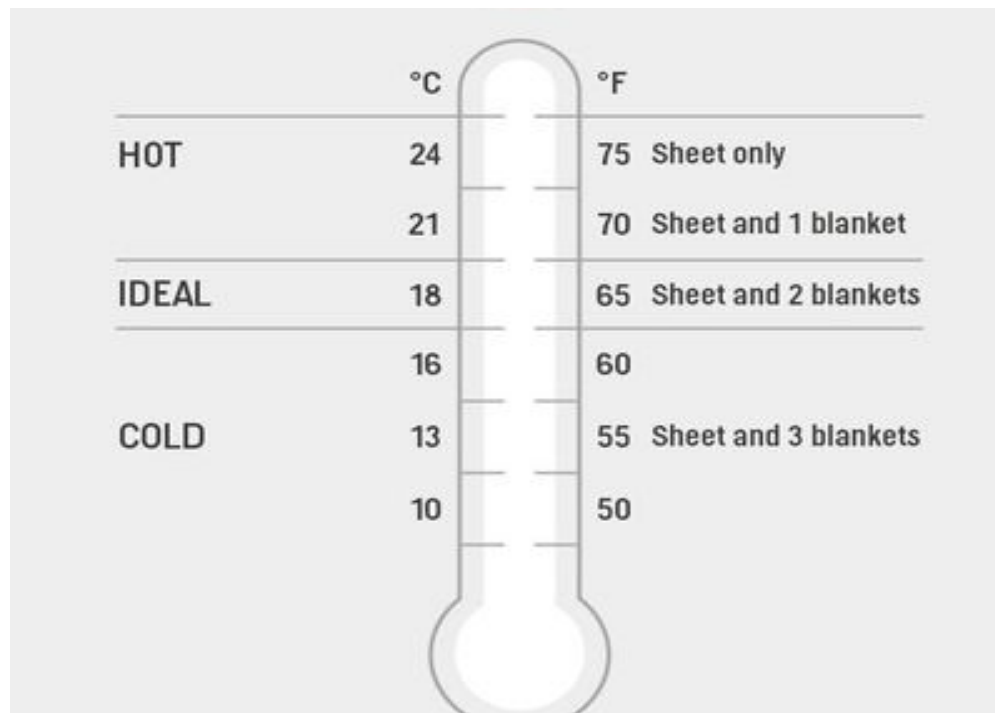 °C °F
HOT 24 75 Sheet only
21 70 Sheet and 1 blanket
IDEAL 18 65 Sheet and 2 blankets
16 60
COLD 13 55 Sheet and 3 blankets
10 50